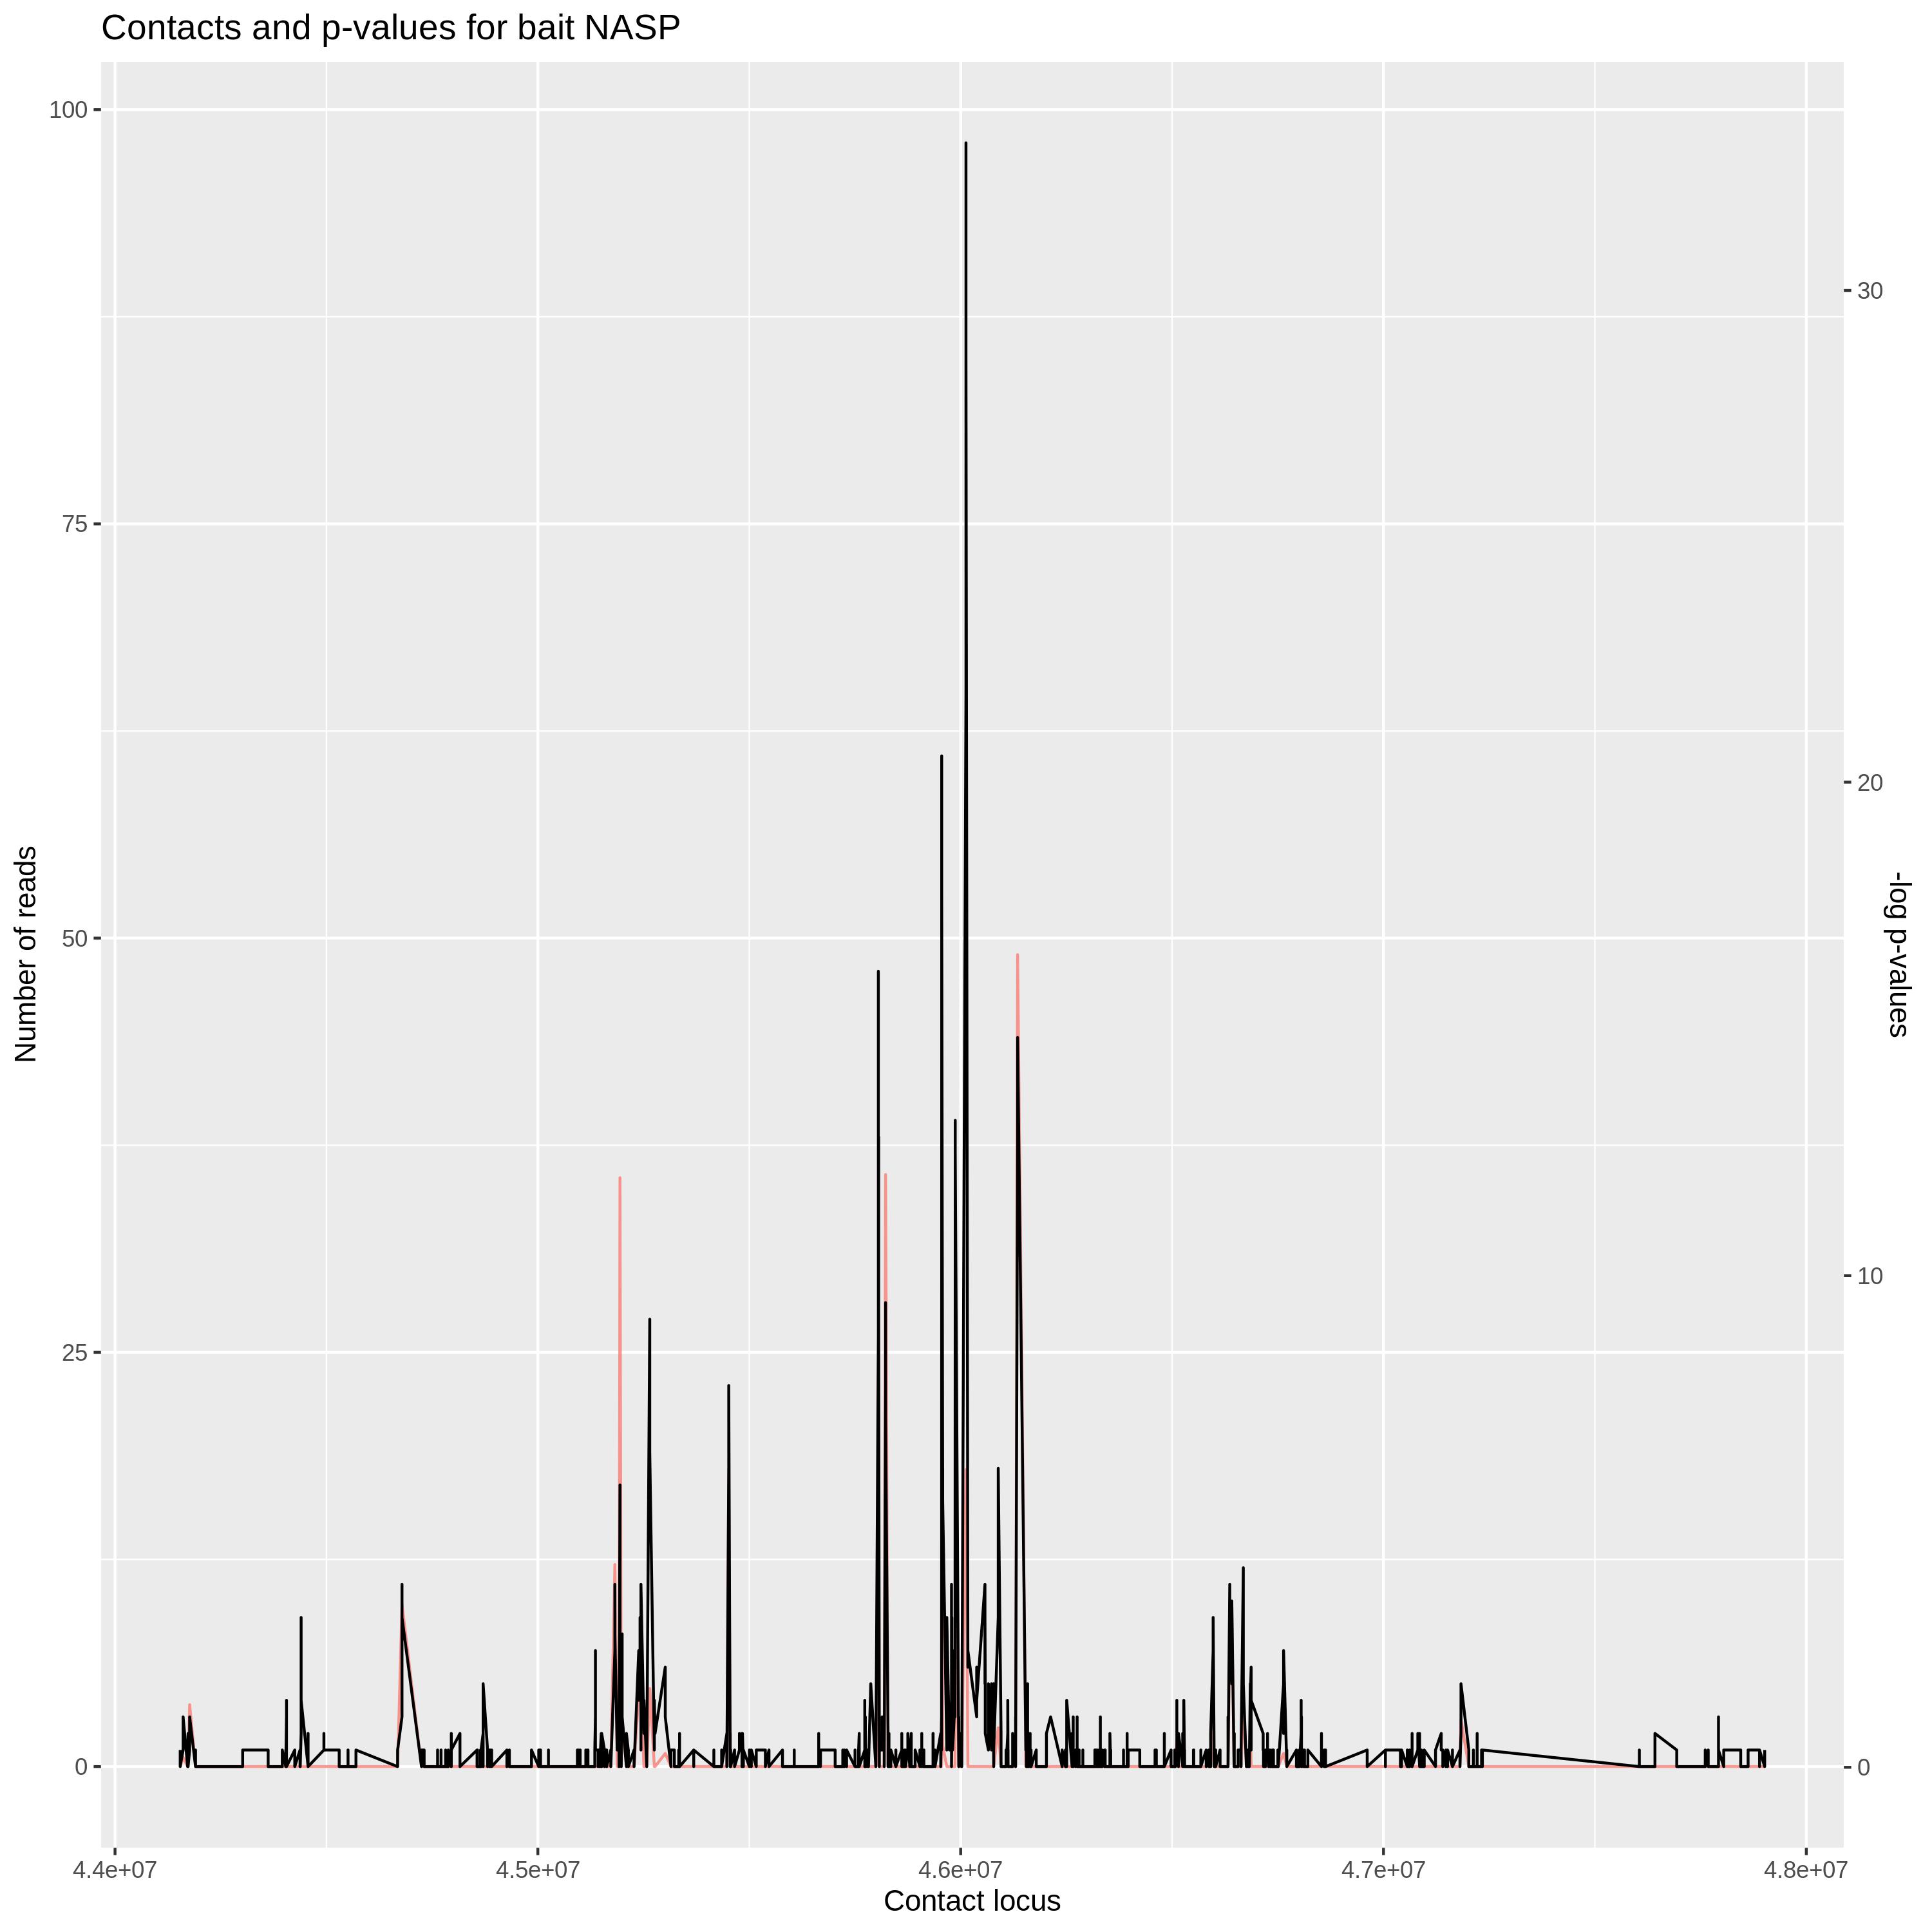 Contacts and p-values for bait NASP
100
75
50
25
0
Number of reads
30
20
10
0
-log p-values
4.4e+07
4.5e+07
4.6e+07
4.7e+07
4.8e+07
Contact locus